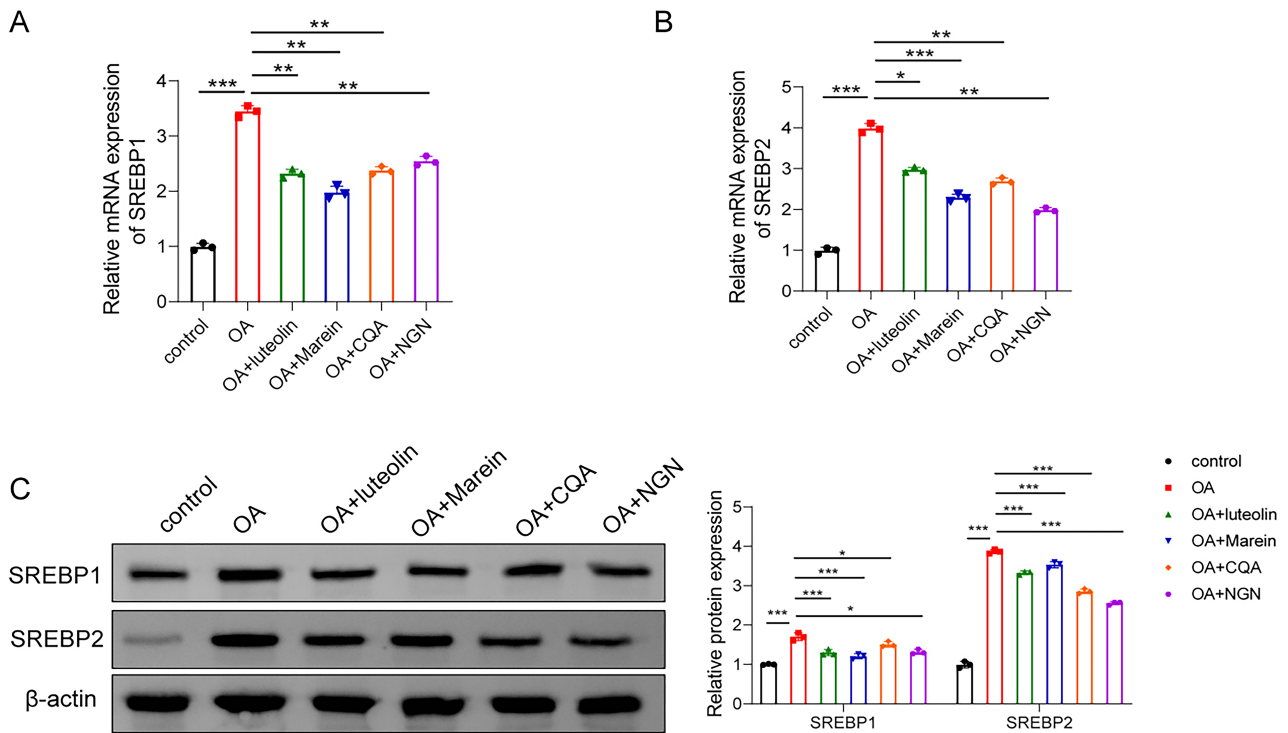 A
Relative mRNA expression
of SREBP1
4
3
2
1
0
***
**
**
**
**
control
OA
OA+luteolin
OA+Marein
OA+CQA
OA+NGN
B
Relative mRNA expression
of SREBP2
5
4
3
2
1
0
***
**
***
*
**
control
OA
OA+luteolin
OA+Marein
OA+CQA
OA+NGN
C
control
OA
OA+luteolin
OA+Marein
OA+CQA
OA+NGN
SREBP1
SREBP2
β-actin
Relative protein expression
5
4
3
2
1
0
***
*
***
***
*
***
***
***
***
***
SREBP1
SREBP2
control
OA
OA+luteolin
OA+Marein
OA+CQA
OA+NGN